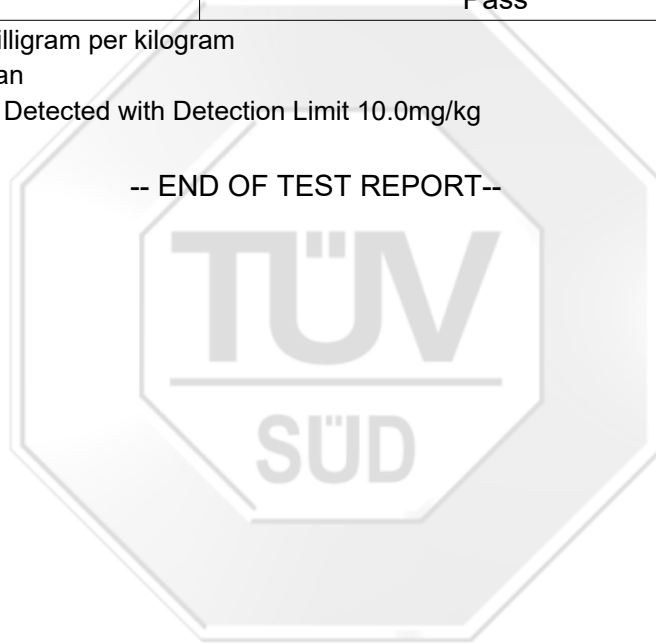 Pass
illigram per kilogram
an
Detected with Detection Limit 10.0mg/kg
-- END OF TEST REPORT--
TÜV
SÜD